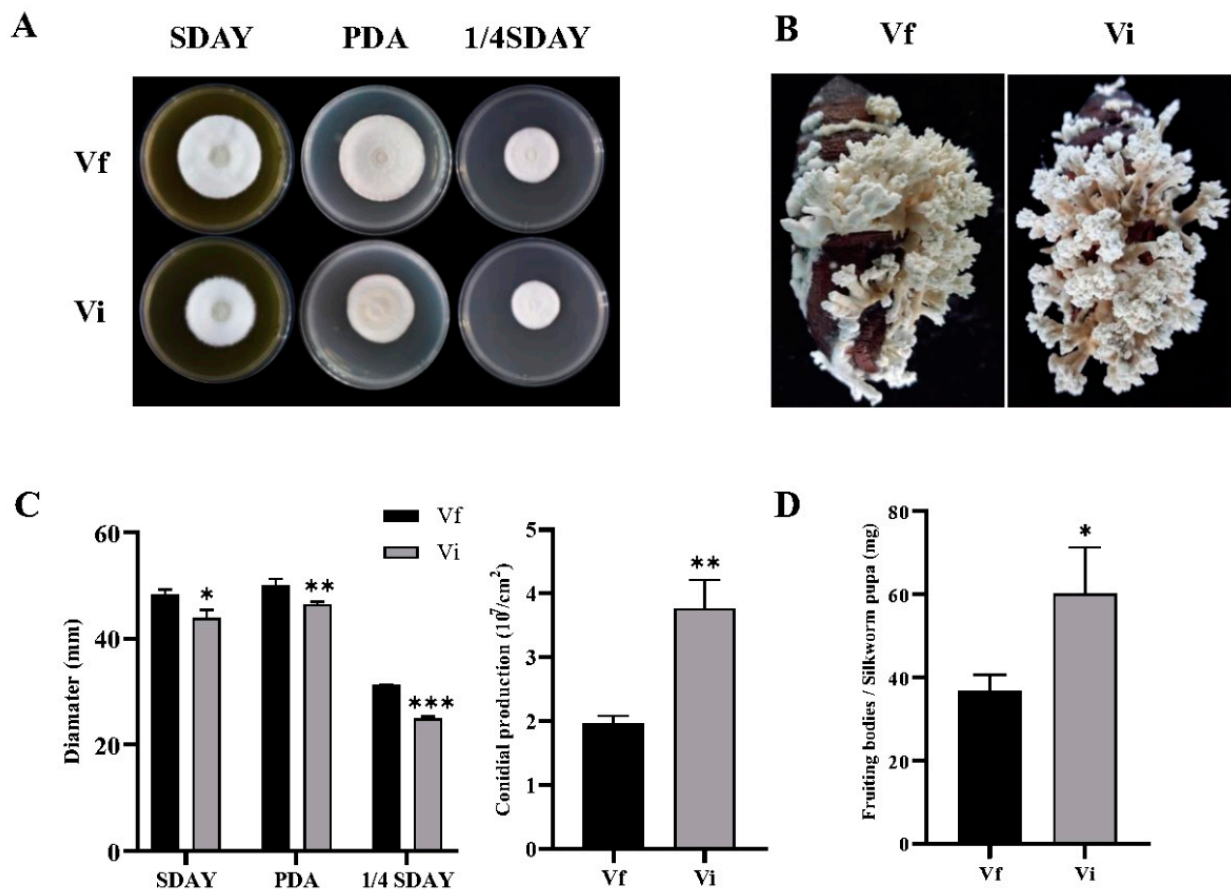 A
SDAY PDA 1/4SDAY
Vf
Vi
B
Vf Vi
C
Vf
Vi
Diamater (mm)
60
40
20
0
* ** ***
SDAY PDA 1/4 SDAY
Conidial production (10⁷/cm²)
5
4
3
2
1
0
**
Vf Vi
D
Fruiting bodies / Silkworm pupa (mg)
80
60
40
20
0
*
Vf Vi